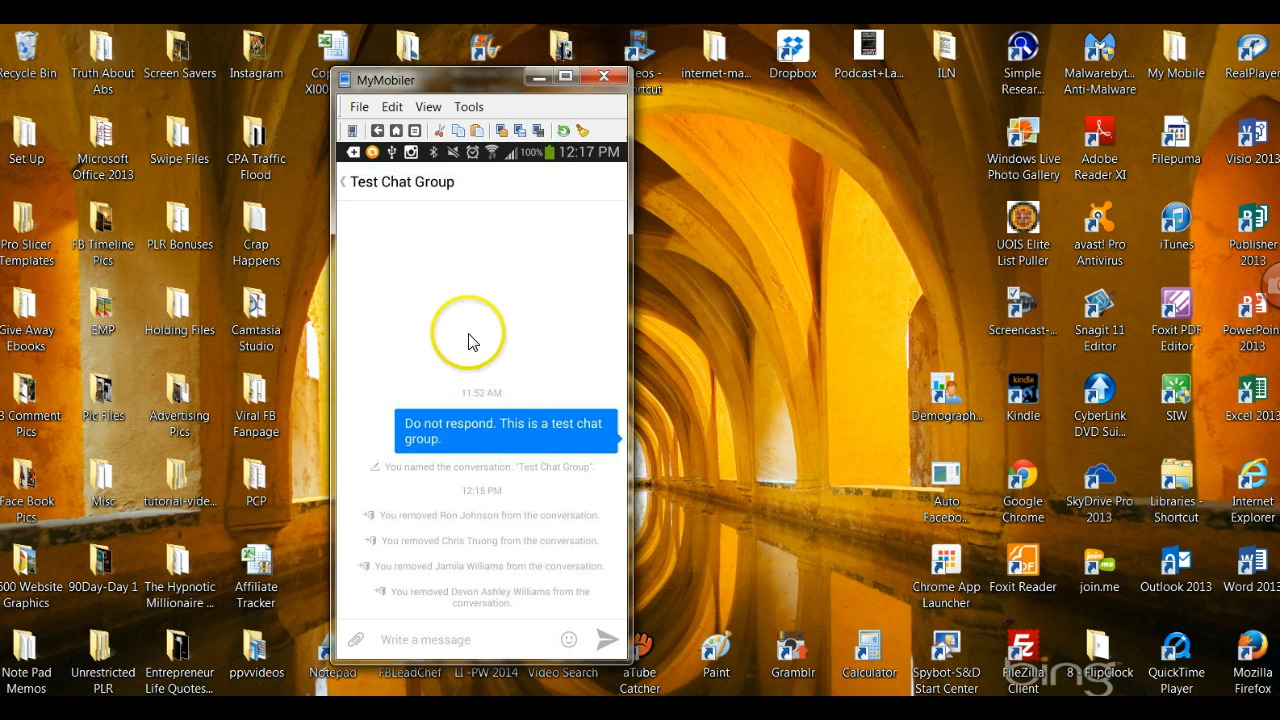 Recycle Bin
Truth About
Abs
Screen Savers
Instagram
internet-ma...
Dropbox
Podcast+La...
ILN
Simple
Resear...
Malwarebyt...
Anti-Malware
My Mobile
RealPlayer
MyMobiler
File Edit View Tools
100% 12:17 PM
Test Chat Group
11:52 AM
Do not respond. This is a test chat
group.
You named the conversation: "Test Chat Group".
12:15 PM
You removed Ron Johnson from the conversation.
You removed Chris Truong from the conversation.
You removed Jamila Williams from the conversation.
You removed Devon Ashley Williams from the
conversation.
Write a message
Set Up
Microsoft
Office 2013
Swipe Files
CPA Traffic
Flood
Windows Live
Photo Gallery
Adobe
Reader XI
Filepuma
Visio 2013
Pro Slicer
Templates
FB Timeline
Pics
PLR Bonuses
Crap
Happens
UOIS Elite
List Puller
avast! Pro
Antivirus
iTunes
Publisher
2013
Give Away
Ebooks
EMP
Holding Files
Camtasia
Studio
Screencast-...
Snagit 11
Editor
Foxit PDF
Editor
PowerPoin
2013
B Comment
Pics
Pic Files
Advertising
Pics
Viral FB
Fanpage
Demograph...
Kindle
CyberLink
DVD Sui...
SIW
Excel 2013
Face Book
Pics
Misc
tutorial-vide...
PCP
Auto
Facebo...
Google
Chrome
SkyDrive Pro
2013
Libraries -
Shortcut
Internet
Explorer
600 Website
Graphics
90Day-Day 1
The Hypnotic
Millionaire ...
Affiliate
Tracker
Chrome App
Launcher
Foxit Reader
join.me
Outlook 2013
Word 2013
Note Pad
Memos
Unrestricted
PLR
Entrepreneur
Life Quotes...
ppvvideos
Notepad
FBLeadChef
LI -PW 2014
Video Search
aTube
Catcher
Paint
Gramblr
Calculator
Spybot-S&D
Start Center
FileZilla
Client
8 FlipClock
QuickTime
Player
Mozilla
Firefox
bing